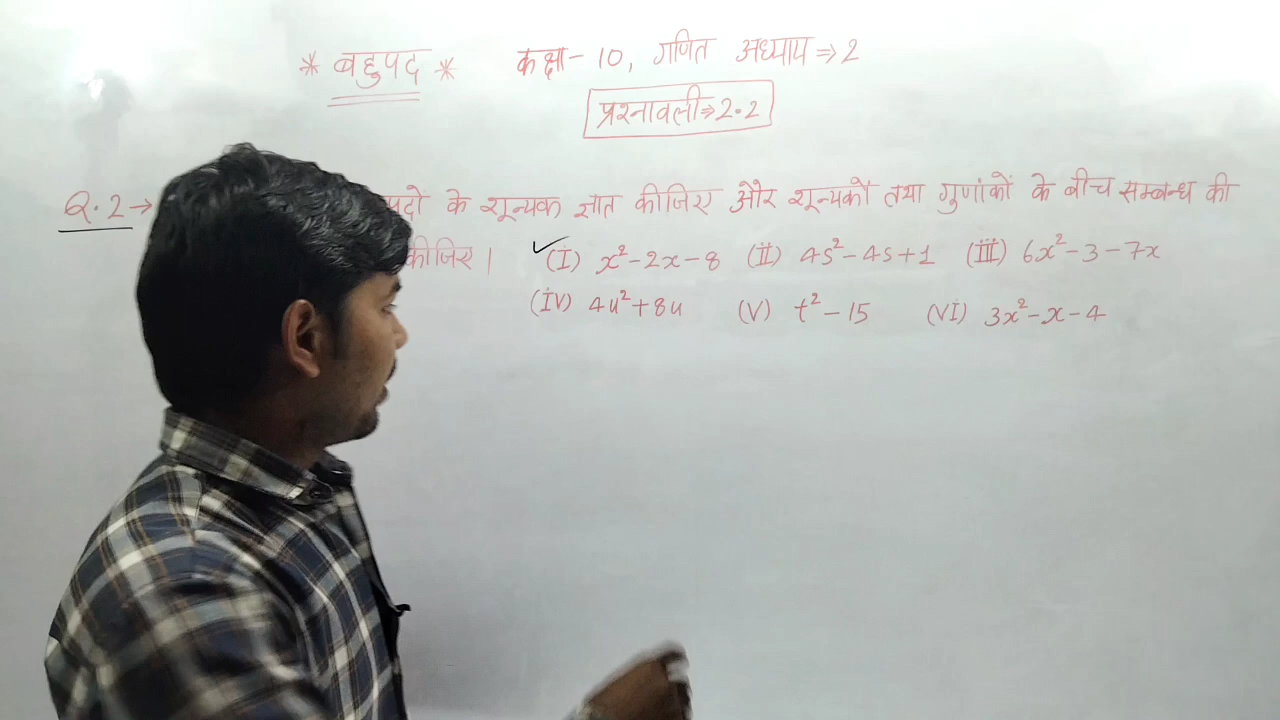 * बहुपद * कक्षा - 10, गणित अध्याय ⇒ 2
प्रश्नावली ⇒ 2.2
Q.2 → पदो के शून्यक ज्ञात कीजिए और शून्यकों तथा गुणांकों के बीच सम्बन्ध की
कीजिए। ✓(i) x² - 2x - 8 (ii) 4s² - 4s + 1 (iii) 6x² - 3 - 7x
(iv) 4u² + 8u (v) t² - 15 (vi) 3x² - x - 4